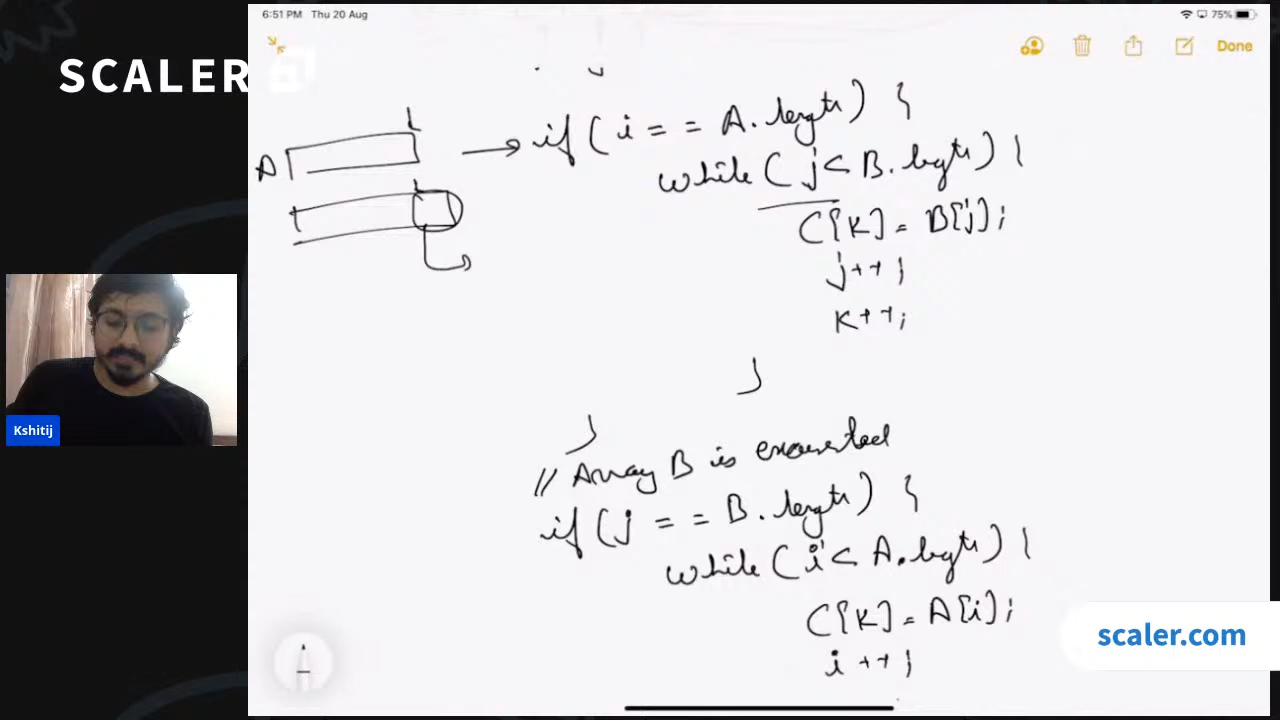 6:51 PM Thu 20 Aug
75%
Done
SCALER
if ( i == A.length) {
A
while ( j < B.length) {
C[K] = B[j];
j++;
K++;
}
}
Kshitij
// Array B is exausted
if (j == B.length) {
while ( i < A.length) {
C[K] = A[i];
i++;
scaler.com